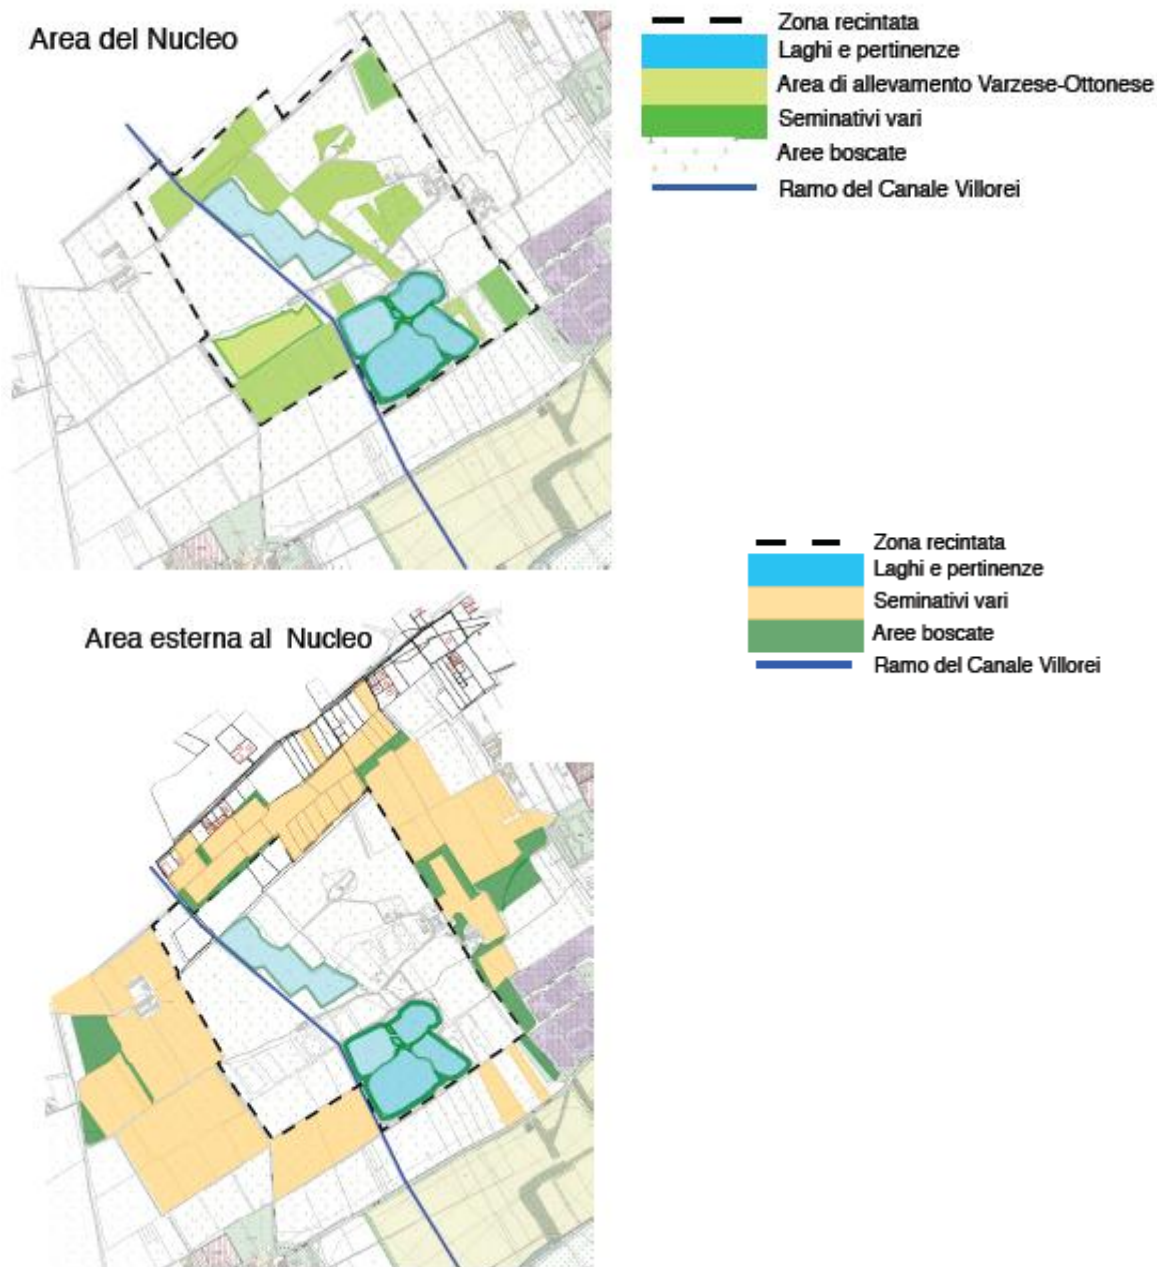 Area del Nucleo
Zona recintata
Laghi e pertinenze
Area di allevamento Varzese-Ottonese
Seminativi vari
Aree boscate
Ramo del Canale Villorei
Area esterna al Nucleo
Zona recintata
Laghi e pertinenze
Seminativi vari
Aree boscate
Ramo del Canale Villorei